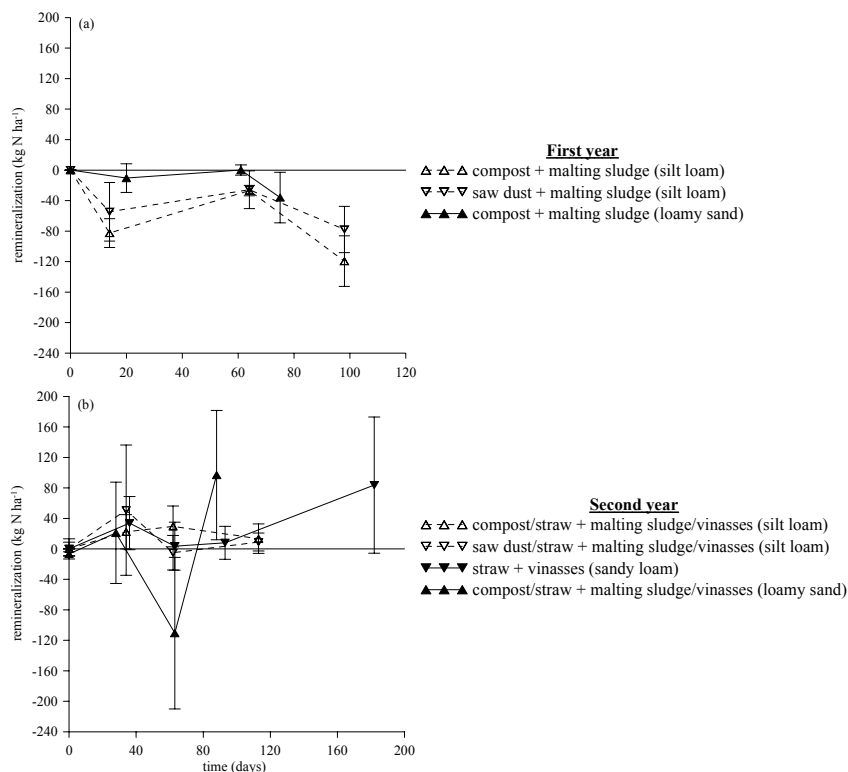 (a)
200
160
120
80
40
0
-40
-80
-120
-160
-200
-240
remineralization (kg N ha⁻¹)
0 20 40 60 80 100 120
First year
compost + malting sludge (silt loam)
saw dust + malting sludge (silt loam)
compost + malting sludge (loamy sand)
(b)
200
160
120
80
40
0
-40
-80
-120
-160
-200
-240
remineralization (kg N ha⁻¹)
0 40 80 120 160 200
time (days)
Second year
compost/straw + malting sludge/vinasses (silt loam)
saw dust/straw + malting sludge/vinasses (silt loam)
straw + vinasses (sandy loam)
compost/straw + malting sludge/vinasses (loamy sand)